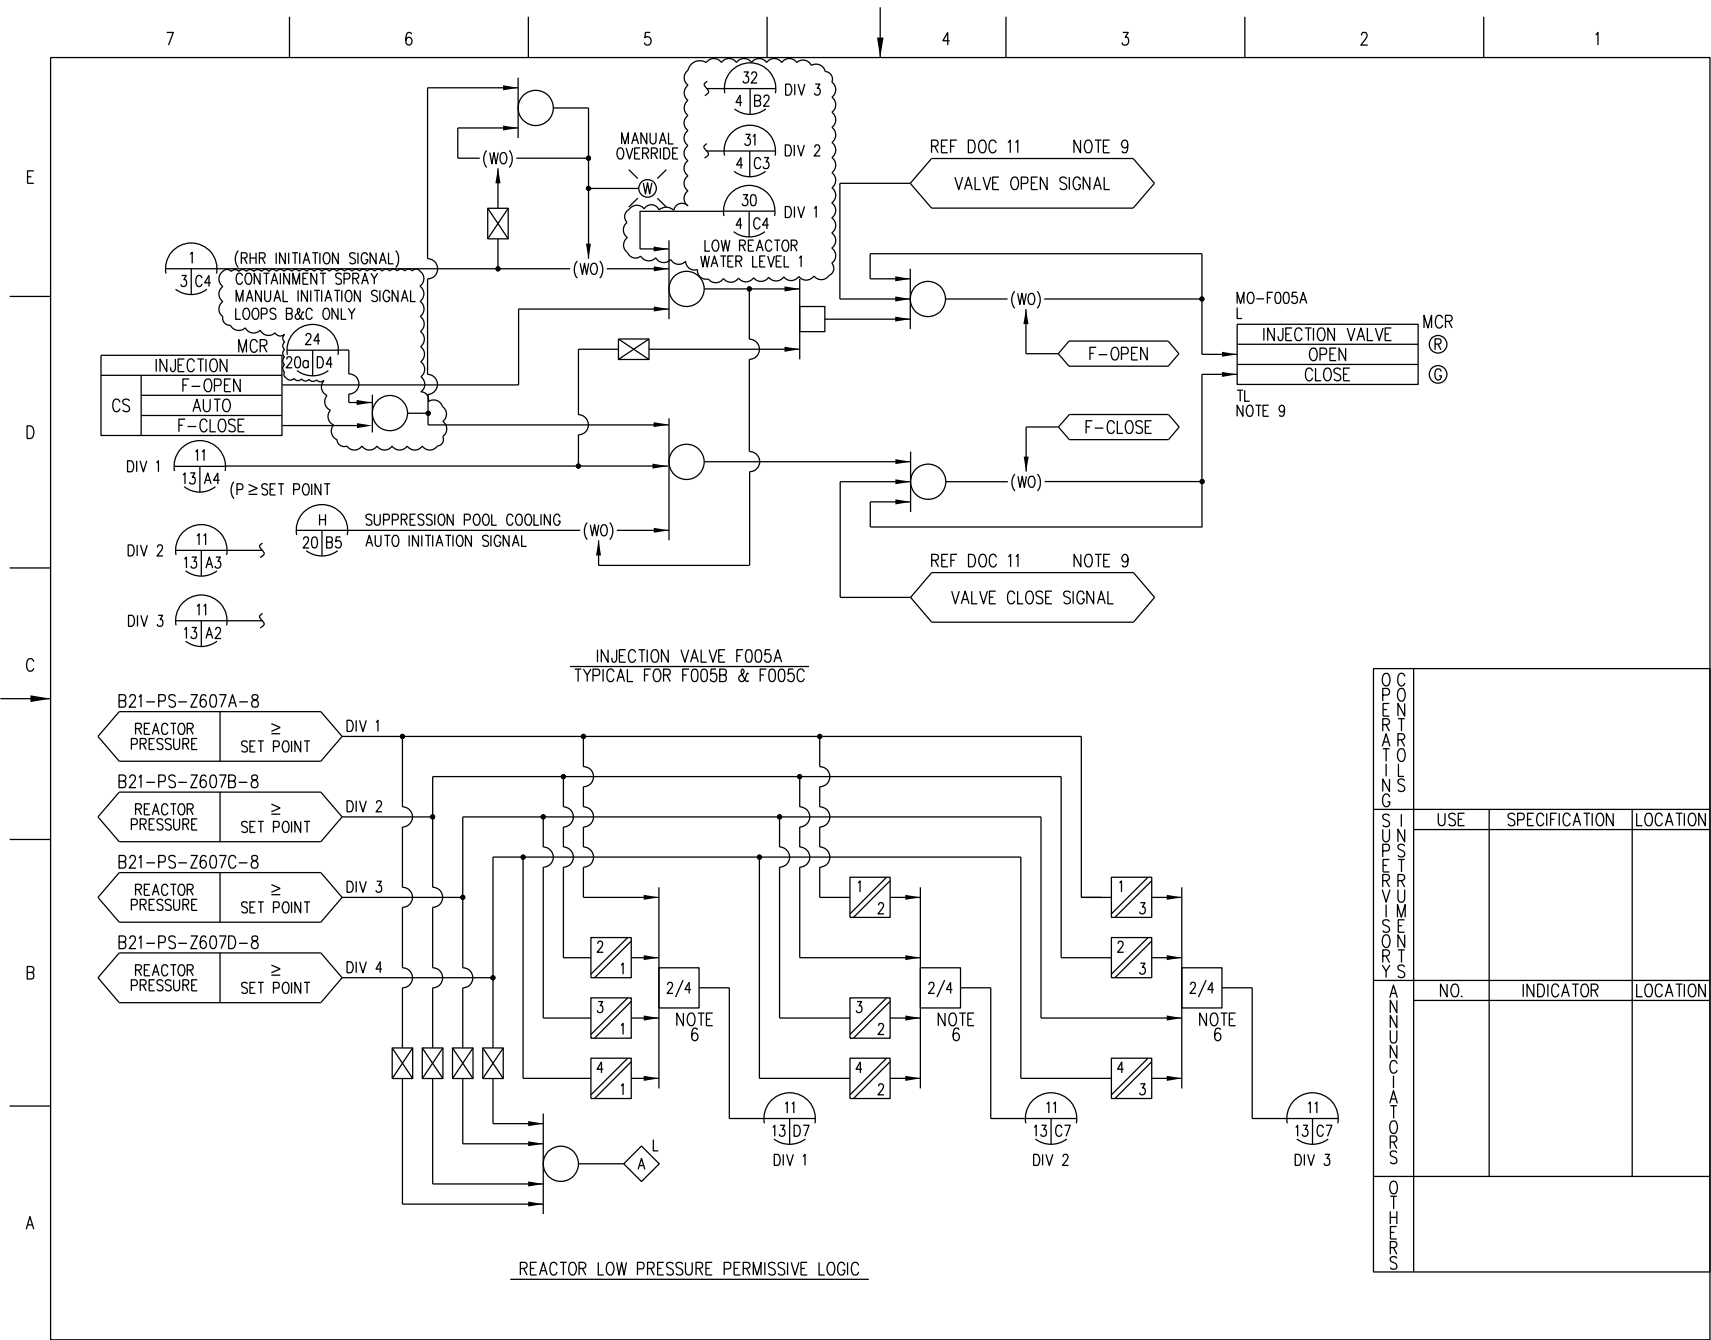 7 6 5 4 3 2 1
E
D
C
B
A
32
4 B2
DIV 3
31
4 C3
DIV 2
30
4 C4
DIV 1
LOW REACTOR
WATER LEVEL 1
MANUAL
OVERRIDE
W
(WO)
REF DOC 11 NOTE 9
VALVE OPEN SIGNAL
1
3 C4
(RHR INITIATION SIGNAL)
(WO)
CONTAINMENT SPRAY
MANUAL INITIATION SIGNAL
LOOPS B&C ONLY
MCR
24
20a D4
INJECTION
CS
F-OPEN
AUTO
F-CLOSE
(WO)
F-OPEN
MO-F005A
L
INJECTION VALVE
OPEN
CLOSE
MCR
R
G
TL
NOTE 9
F-CLOSE
(WO)
DIV 1
11
13 A4
(P ≥ SET POINT
H
20 B5
SUPPRESSION POOL COOLING
AUTO INITIATION SIGNAL
(WO)
DIV 2
11
13 A3
REF DOC 11 NOTE 9
VALVE CLOSE SIGNAL
DIV 3
11
13 A2
INJECTION VALVE F005A
TYPICAL FOR F005B & F005C
B21-PS-Z607A-8
REACTOR
PRESSURE
≥
SET POINT
DIV 1
B21-PS-Z607B-8
REACTOR
PRESSURE
≥
SET POINT
DIV 2
B21-PS-Z607C-8
REACTOR
PRESSURE
≥
SET POINT
DIV 3
B21-PS-Z607D-8
REACTOR
PRESSURE
≥
SET POINT
DIV 4
2 1
3 1
4 1
2/4
NOTE
6
1 2
3 2
4 2
2/4
NOTE
6
1 3
2 3
4 3
2/4
NOTE
6
11
13 D7
DIV 1
11
13 C7
DIV 2
11
13 C7
DIV 3
A
L
REACTOR LOW PRESSURE PERMISSIVE LOGIC
OPERATING
CONTROLS
SUPERVISORY
INSTRUMENTS
USE SPECIFICATION LOCATION
ANNUNCIATORS
NO. INDICATOR LOCATION
OTHERS